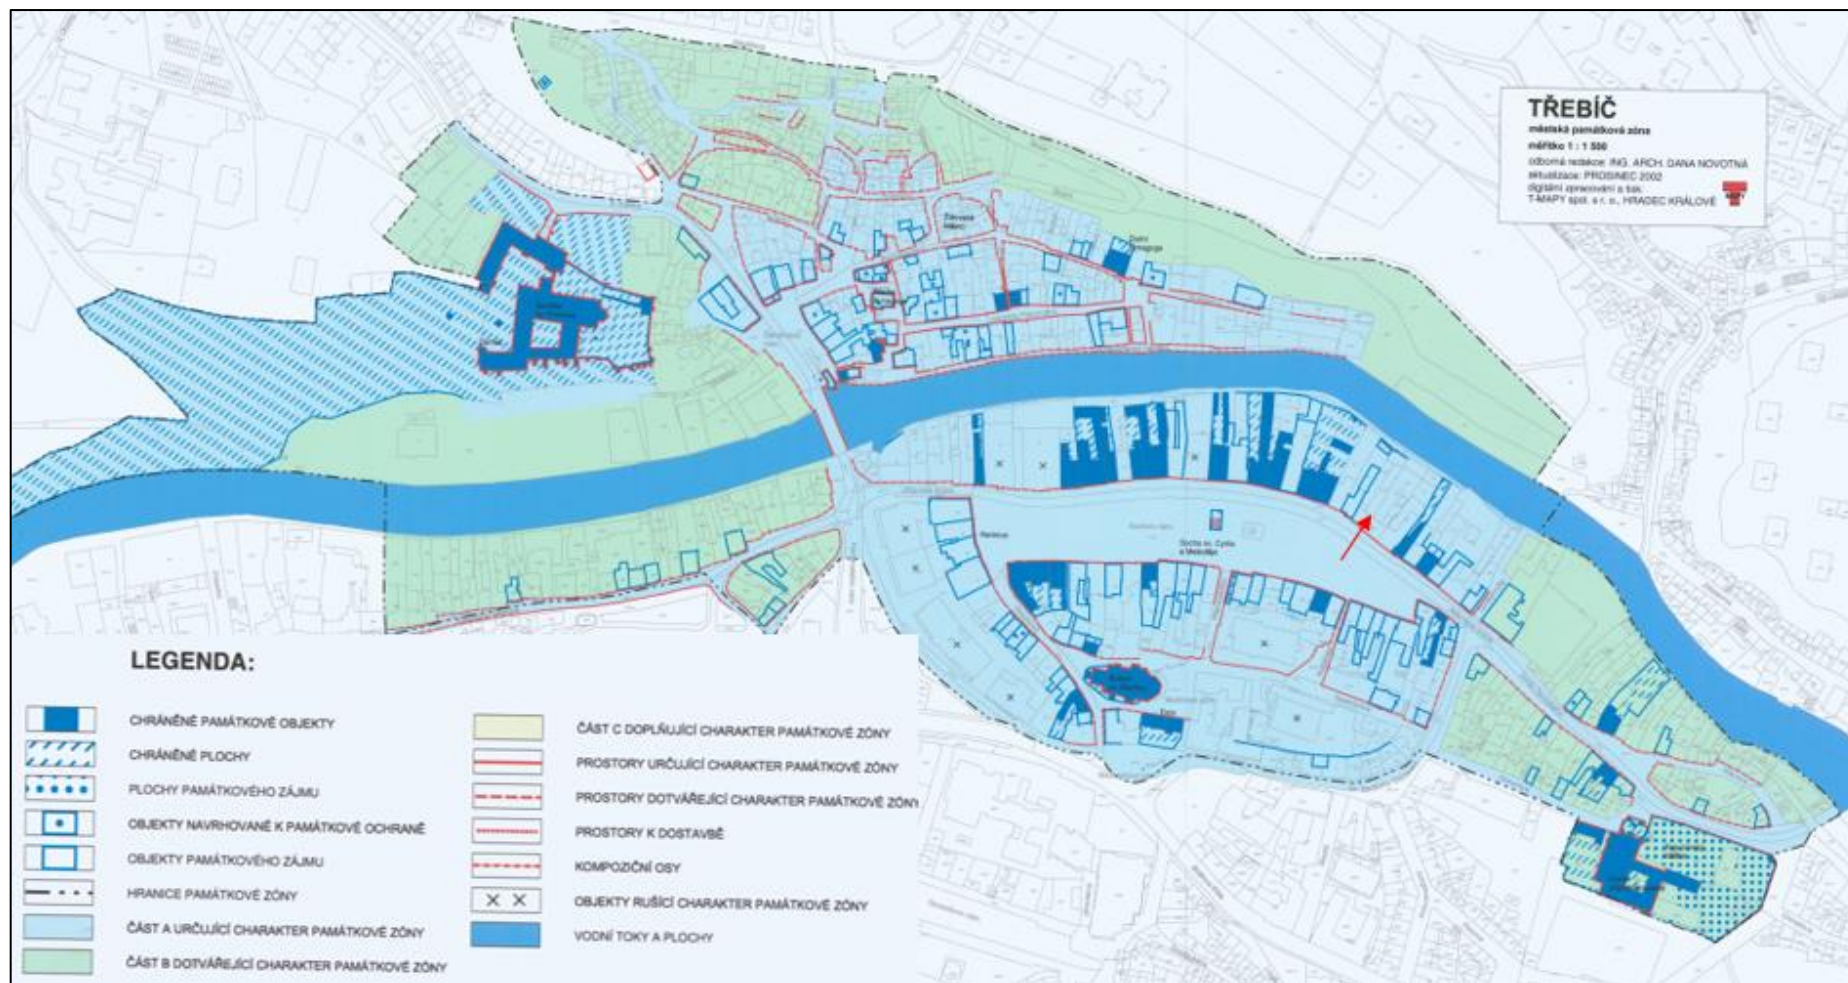 TŘEBÍČ
městská památková zóna
měřítko 1 : 1 500
odborná redakce: ING. ARCH. DANA NOVOTNÁ
aktualizace: PROSINEC 2002
digitální zpracování a tisk
T-MAPY spol. s r. o., HRADEC KRÁLOVÉ
Zadní
synagoga
Radnice
Socha sv. Cyrila
a Metoděje
LEGENDA:
CHRÁNĚNÉ PAMÁTKOVÉ OBJEKTY
CHRÁNĚNÉ PLOCHY
PLOCHY PAMÁTKOVÉHO ZÁJMU
OBJEKTY NAVRHOVANÉ K PAMÁTKOVÉ OCHRANĚ
OBJEKTY PAMÁTKOVÉHO ZÁJMU
HRANICE PAMÁTKOVÉ ZÓNY
ČÁST A URČUJÍCÍ CHARAKTER PAMÁTKOVÉ ZÓNY
ČÁST B DOTVÁŘEJÍCÍ CHARAKTER PAMÁTKOVÉ ZÓNY
ČÁST C DOPLŇUJÍCÍ CHARAKTER PAMÁTKOVÉ ZÓNY
PROSTORY URČUJÍCÍ CHARAKTER PAMÁTKOVÉ ZÓNY
PROSTORY DOTVÁŘEJÍCÍ CHARAKTER PAMÁTKOVÉ ZÓNY
PROSTORY K DOSTAVBĚ
KOMPOZIČNÍ OSY
OBJEKTY RUŠÍCÍ CHARAKTER PAMÁTKOVÉ ZÓNY
VODNÍ TOKY A PLOCHY